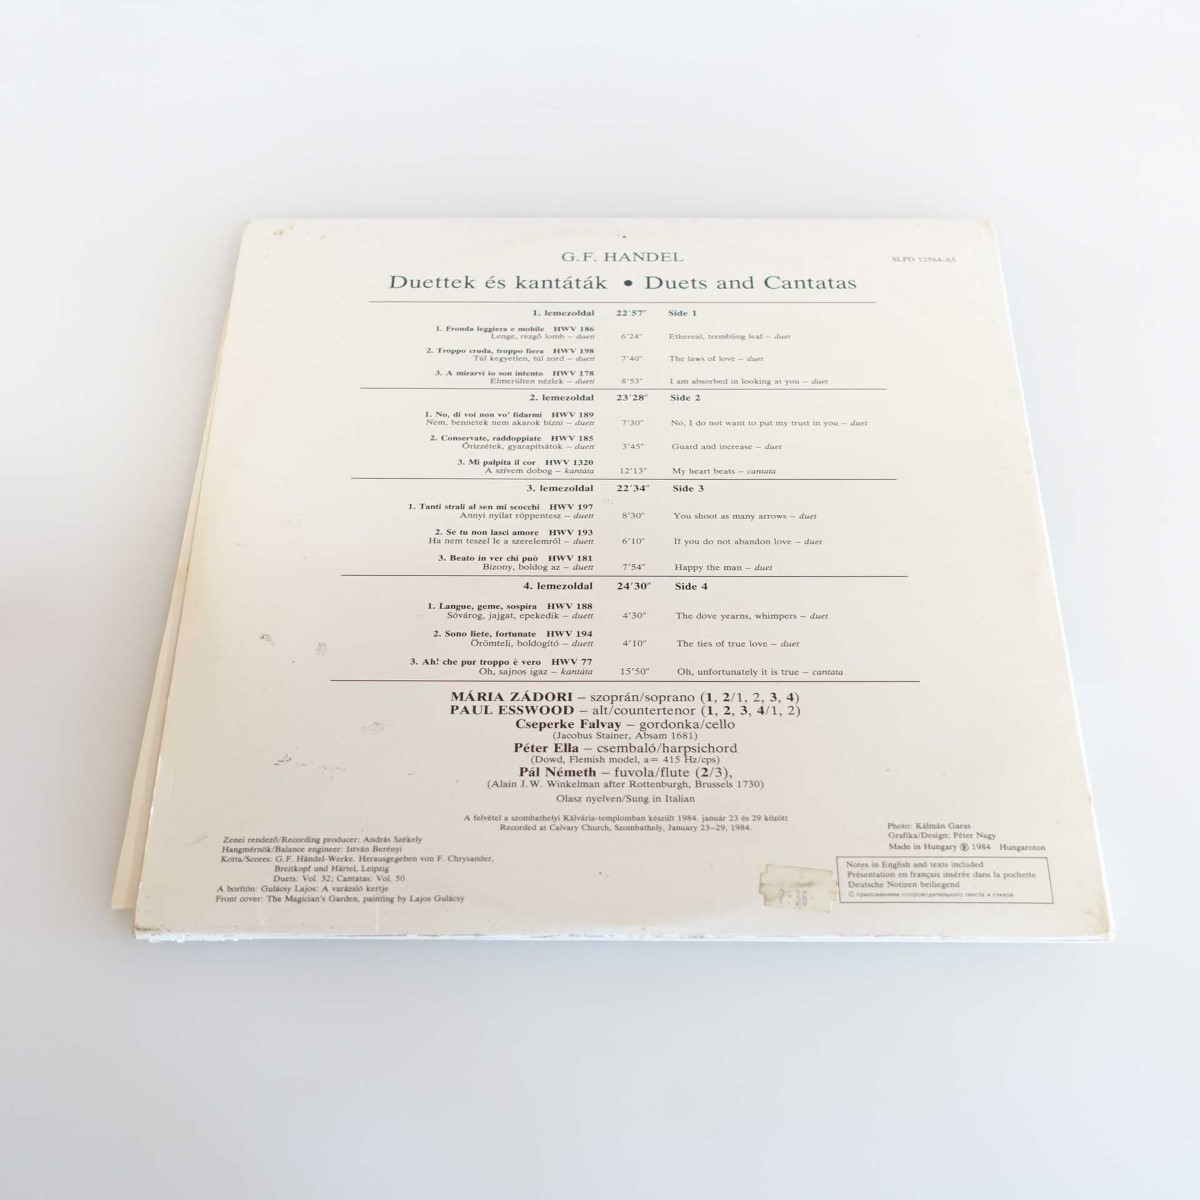 G. F. HANDEL
SLPD 12564-65
Duettek és kantáták • Duets and Cantatas
1. lemezoldal 22'57" Side 1
1. Fronda leggiera e mobile HWV 186
Lenge, rezgő lomb – duett 6'24" Ethereal, trembling leaf – duet
2. Troppo cruda, troppo fiera HWV 198
Túl kegyetlen, túl zord – duett 7'40" The laws of love – duet
3. A mirarvi io son intento HWV 178
Elmerülten nézlek – duett 8'53" I am absorbed in looking at you – duet
2. lemezoldal 23'28" Side 2
1. No, di voi non vo' fidarmi HWV 189
Nem, bennetek nem akarok bízni – duett 7'30" No, I do not want to put my trust in you – duet
2. Conservate, raddoppiate HWV 185
Őrizzétek, gyarapítsátok – duett 3'45" Guard and increase – duet
3. Mi palpita il cor HWV 1320
A szívem dobog – kantáta 12'13" My heart beats – cantata
3. lemezoldal 22'34" Side 3
1. Tanti strali al sen mi scocchi HWV 197
Annyi nyilat röppentesz – duett 8'30" You shoot as many arrows – duet
2. Se tu non lasci amore HWV 193
Ha nem teszel le a szerelemről – duett 6'10" If you do not abandon love – duet
3. Beato in ver chi può HWV 181
Bizony, boldog az – duett 7'54" Happy the man – duet
4. lemezoldal 24'30" Side 4
1. Langue, geme, sospira HWV 188
Sóvárog, jajgat, epekedik – duett 4'30" The dove yearns, whimpers – duet
2. Sono liete, fortunate HWV 194
Örömteli, boldogító – duett 4'10" The ties of true love – duet
3. Ah! che pur troppo è vero HWV 77
Oh, sajnos igaz – kantáta 15'50" Oh, unfortunately it is true – cantata
MÁRIA ZÁDORI – szoprán/soprano (1, 2/1, 2, 3, 4)
PAUL ESSWOOD – alt/countertenor (1, 2, 3, 4/1, 2)
Cseperke Falvay – gordonka/cello
(Jacobus Stainer, Absam 1681)
Péter Ella – csembaló/harpsichord
(Dowd, Flemish model, a= 415 Hz/cps)
Pál Németh – fuvola/flute (2/3),
(Alain J. W. Winkelman after Rottenburgh, Brussels 1730)
Olasz nyelven/Sung in Italian
A felvétel a szombathelyi Kálvária-templomban készült 1984. január 23 és 29 között
Recorded at Calvary Church, Szombathely, January 23–29, 1984.
Zenei rendező/Recording producer: András Székely
Hangmérnök/Balance engineer: István Berényi
Kotta/Scores: G. F. Händel-Werke. Herausgegeben von F. Chrysander,
Breitkopf und Härtel, Leipzig
Duets: Vol. 32; Cantatas: Vol. 50
A borítón: Gulácsy Lajos: A varázsló kertje
Front cover: The Magician's Garden, painting by Lajos Gulácsy
Photo: Kálmán Garas
Grafika/Design: Péter Nagy
Made in Hungary ℗ 1984 Hungaroton
Notes in English and texts included
Présentation en français insérée dans la pochette
Deutsche Notizen beiliegend
С приложением сопроводительного текста и стихов